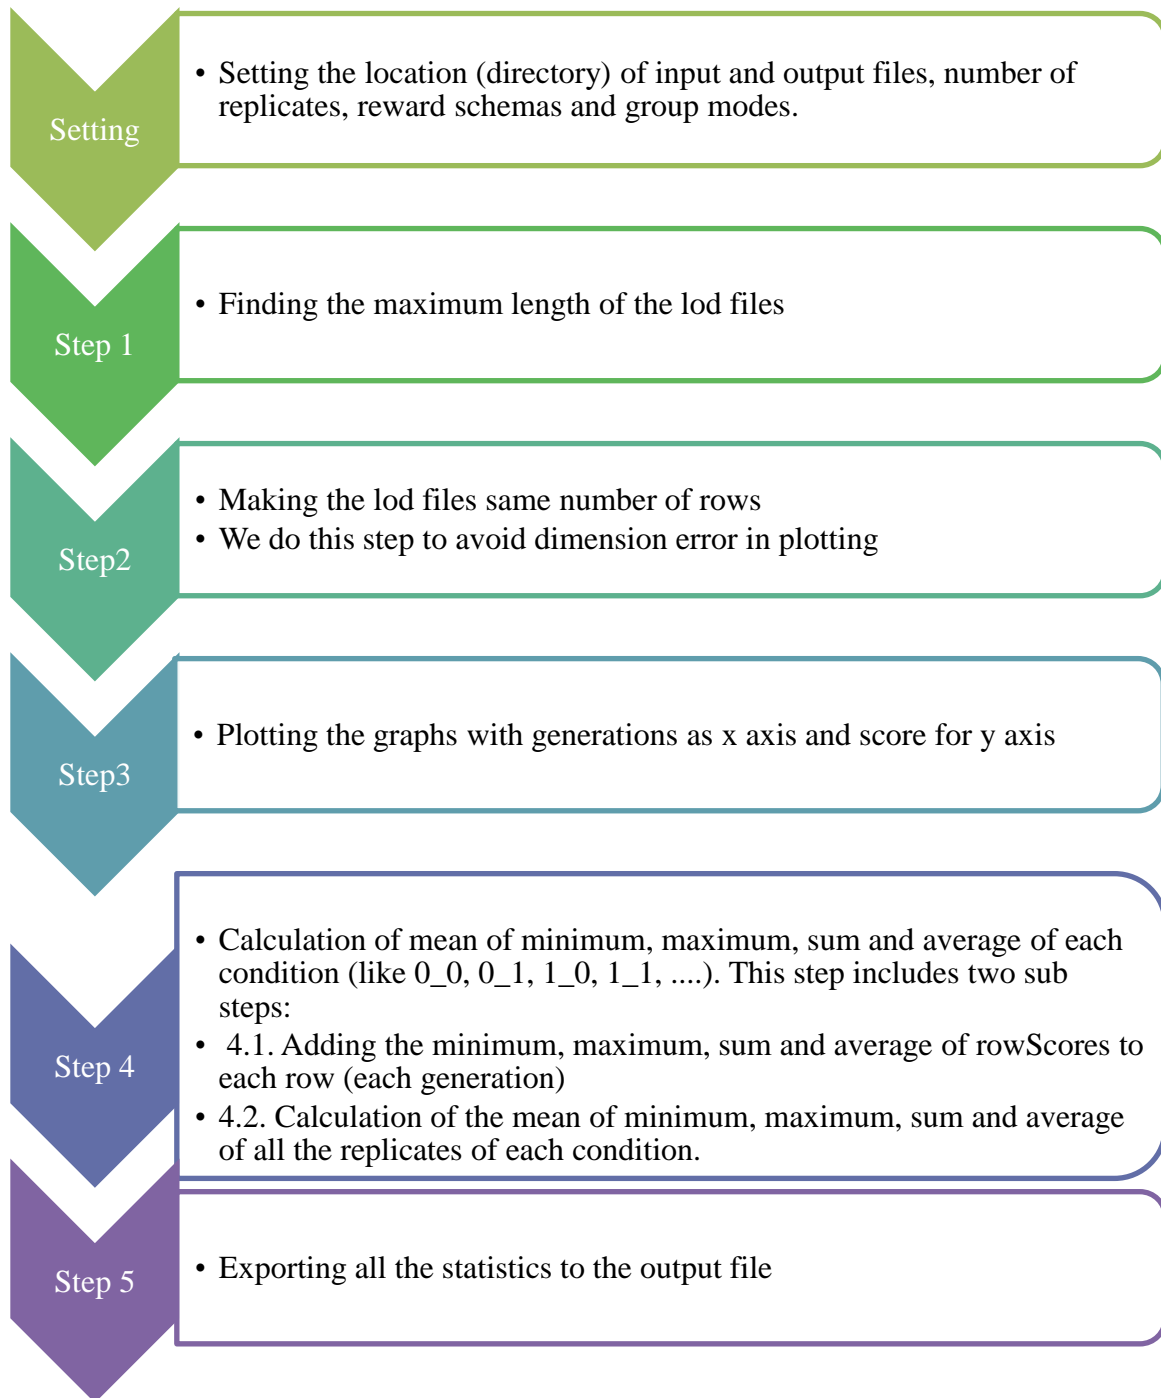 Setting
• Setting the location (directory) of input and output files, number of
replicates, reward schemas and group modes.
Step 1
• Finding the maximum length of the lod files
Step2
• Making the lod files same number of rows
• We do this step to avoid dimension error in plotting
Step3
• Plotting the graphs with generations as x axis and score for y axis
Step 4
• Calculation of mean of minimum, maximum, sum and average of each
condition (like 0_0, 0_1, 1_0, 1_1, ....). This step includes two sub
steps:
• 4.1. Adding the minimum, maximum, sum and average of rowScores to
each row (each generation)
• 4.2. Calculation of the mean of minimum, maximum, sum and average
of all the replicates of each condition.
Step 5
• Exporting all the statistics to the output file